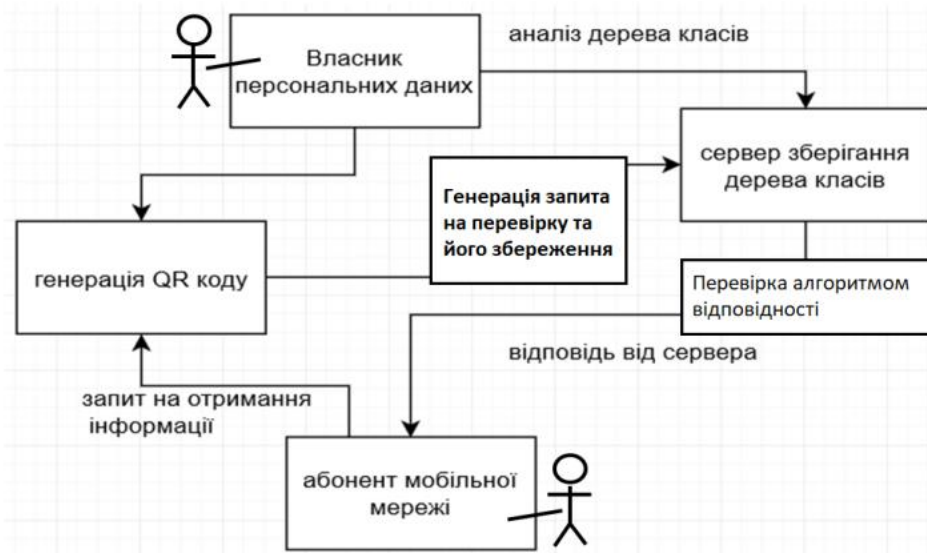 аналіз дерева класів
Власник
персональних даних
сервер зберігання
дерева класів
Генерація запита
на перевірку та
його збереження
генерація QR коду
Перевірка алгоритмом
відповідності
відповідь від сервера
запит на отримання
інформації
абонент мобільної
мережі